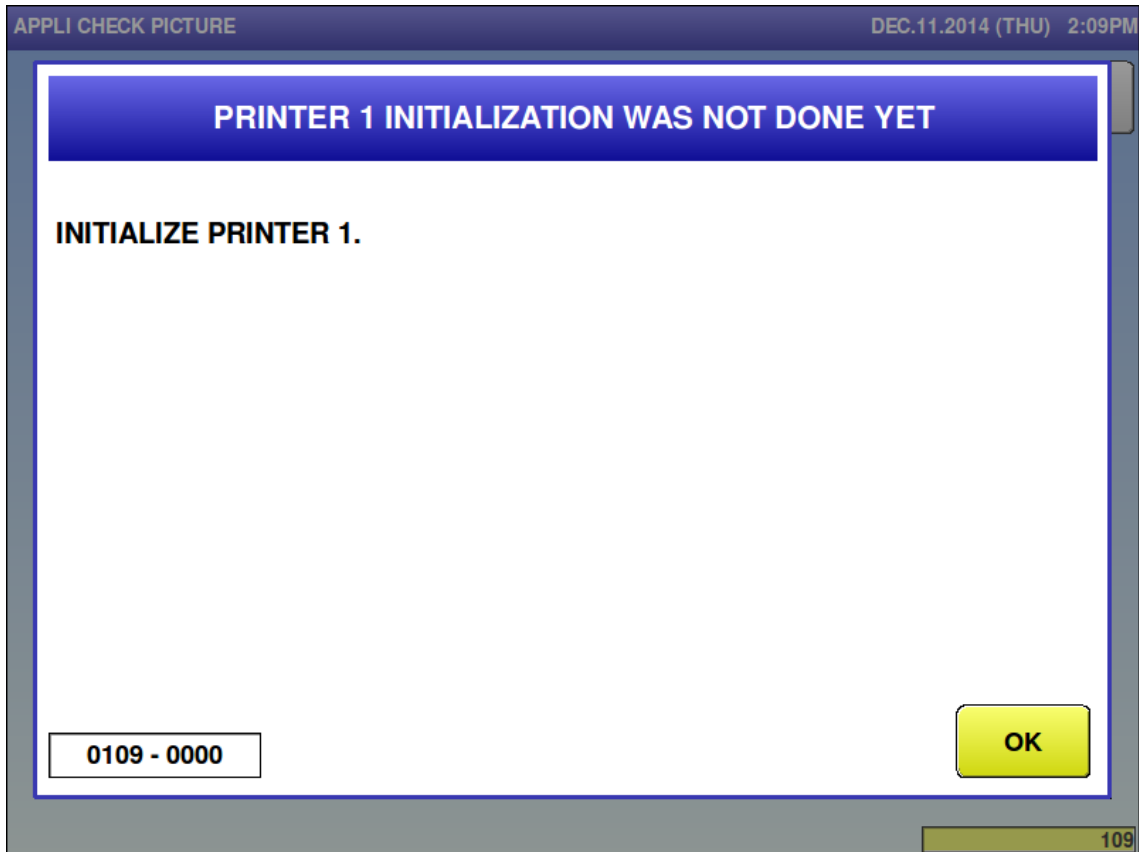 APPLI CHECK PICTURE DEC.11.2014 (THU) 2:09PM
PRINTER 1 INITIALIZATION WAS NOT DONE YET
INITIALIZE PRINTER 1.
OK
0109 - 0000
109